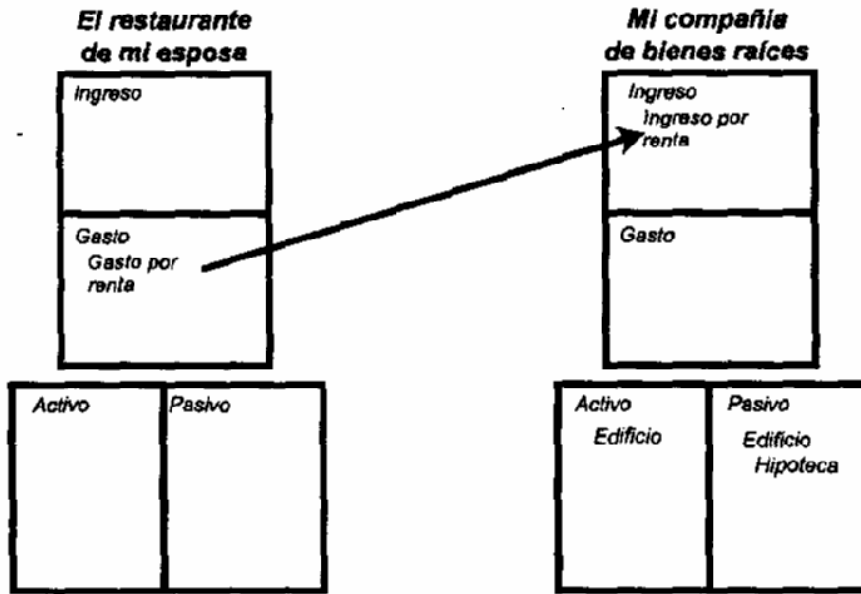 El restaurante
de mi esposa
Ingreso
Gasto
Gasto por
renta
Activo
Pasivo
Mi compañía
de bienes raíces
Ingreso
Ingreso por
renta
Gasto
Activo
Edificio
Pasivo
Edificio
Hipoteca